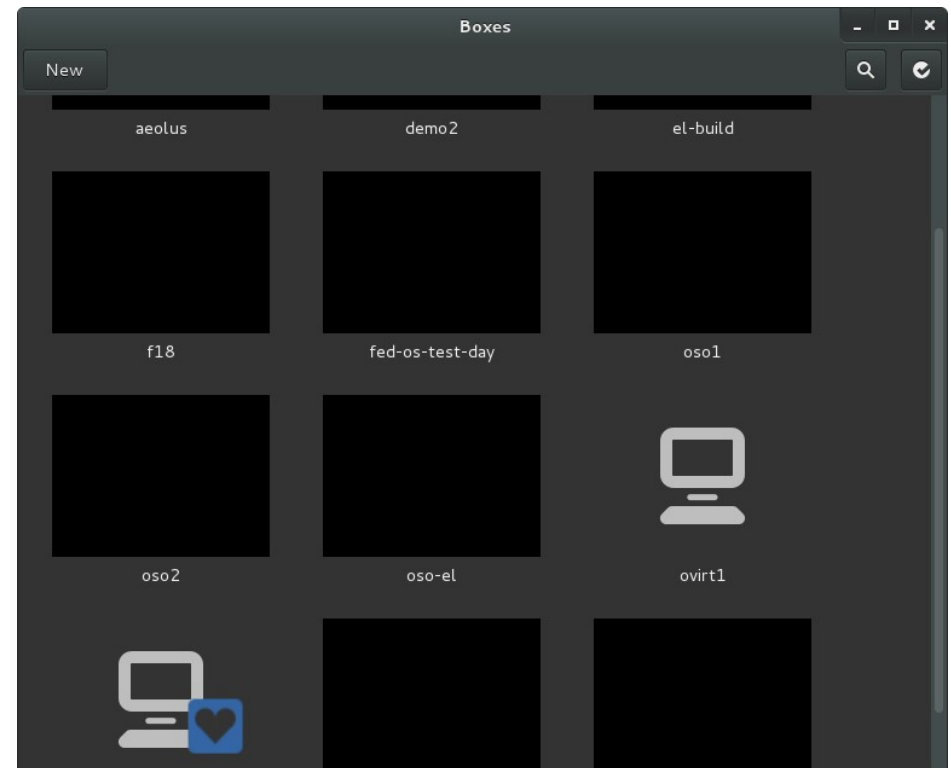 Boxes
New
aeolus
demo2
el-build
f18
fed-os-test-day
oso1
oso2
oso-el
ovirt1